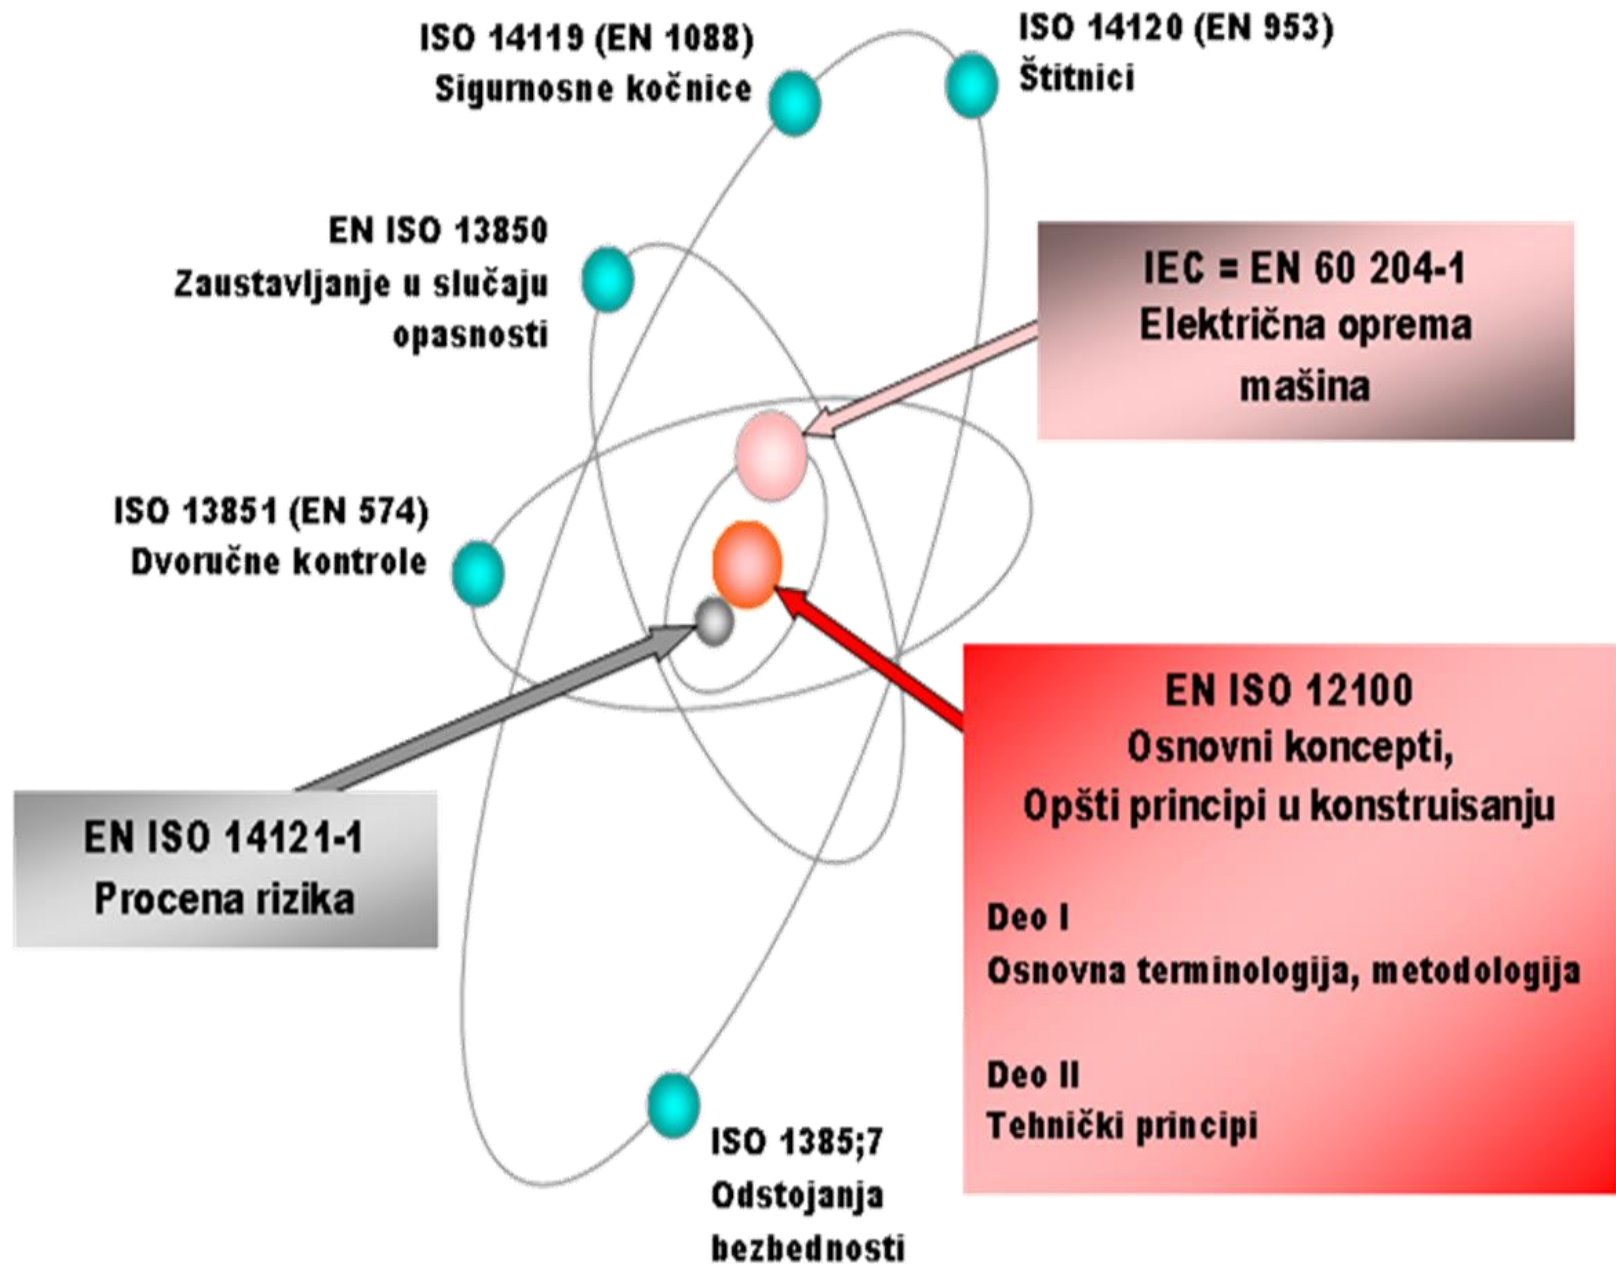 ISO 14119 (EN 1088)
Sigurnosne kočnice
ISO 14120 (EN 953)
Štitnici
EN ISO 13850
Zaustavljanje u slučaju
opasnosti
IEC = EN 60 204-1
Električna oprema
mašina
ISO 13851 (EN 574)
Dvoručne kontrole
EN ISO 14121-1
Procena rizika
EN ISO 12100
Osnovni koncepti,
Opšti principi u konstruisanju
Deo I
Osnovna terminologija, metodologija
Deo II
Tehnički principi
ISO 1385;7
Odstojanja
bezbednosti